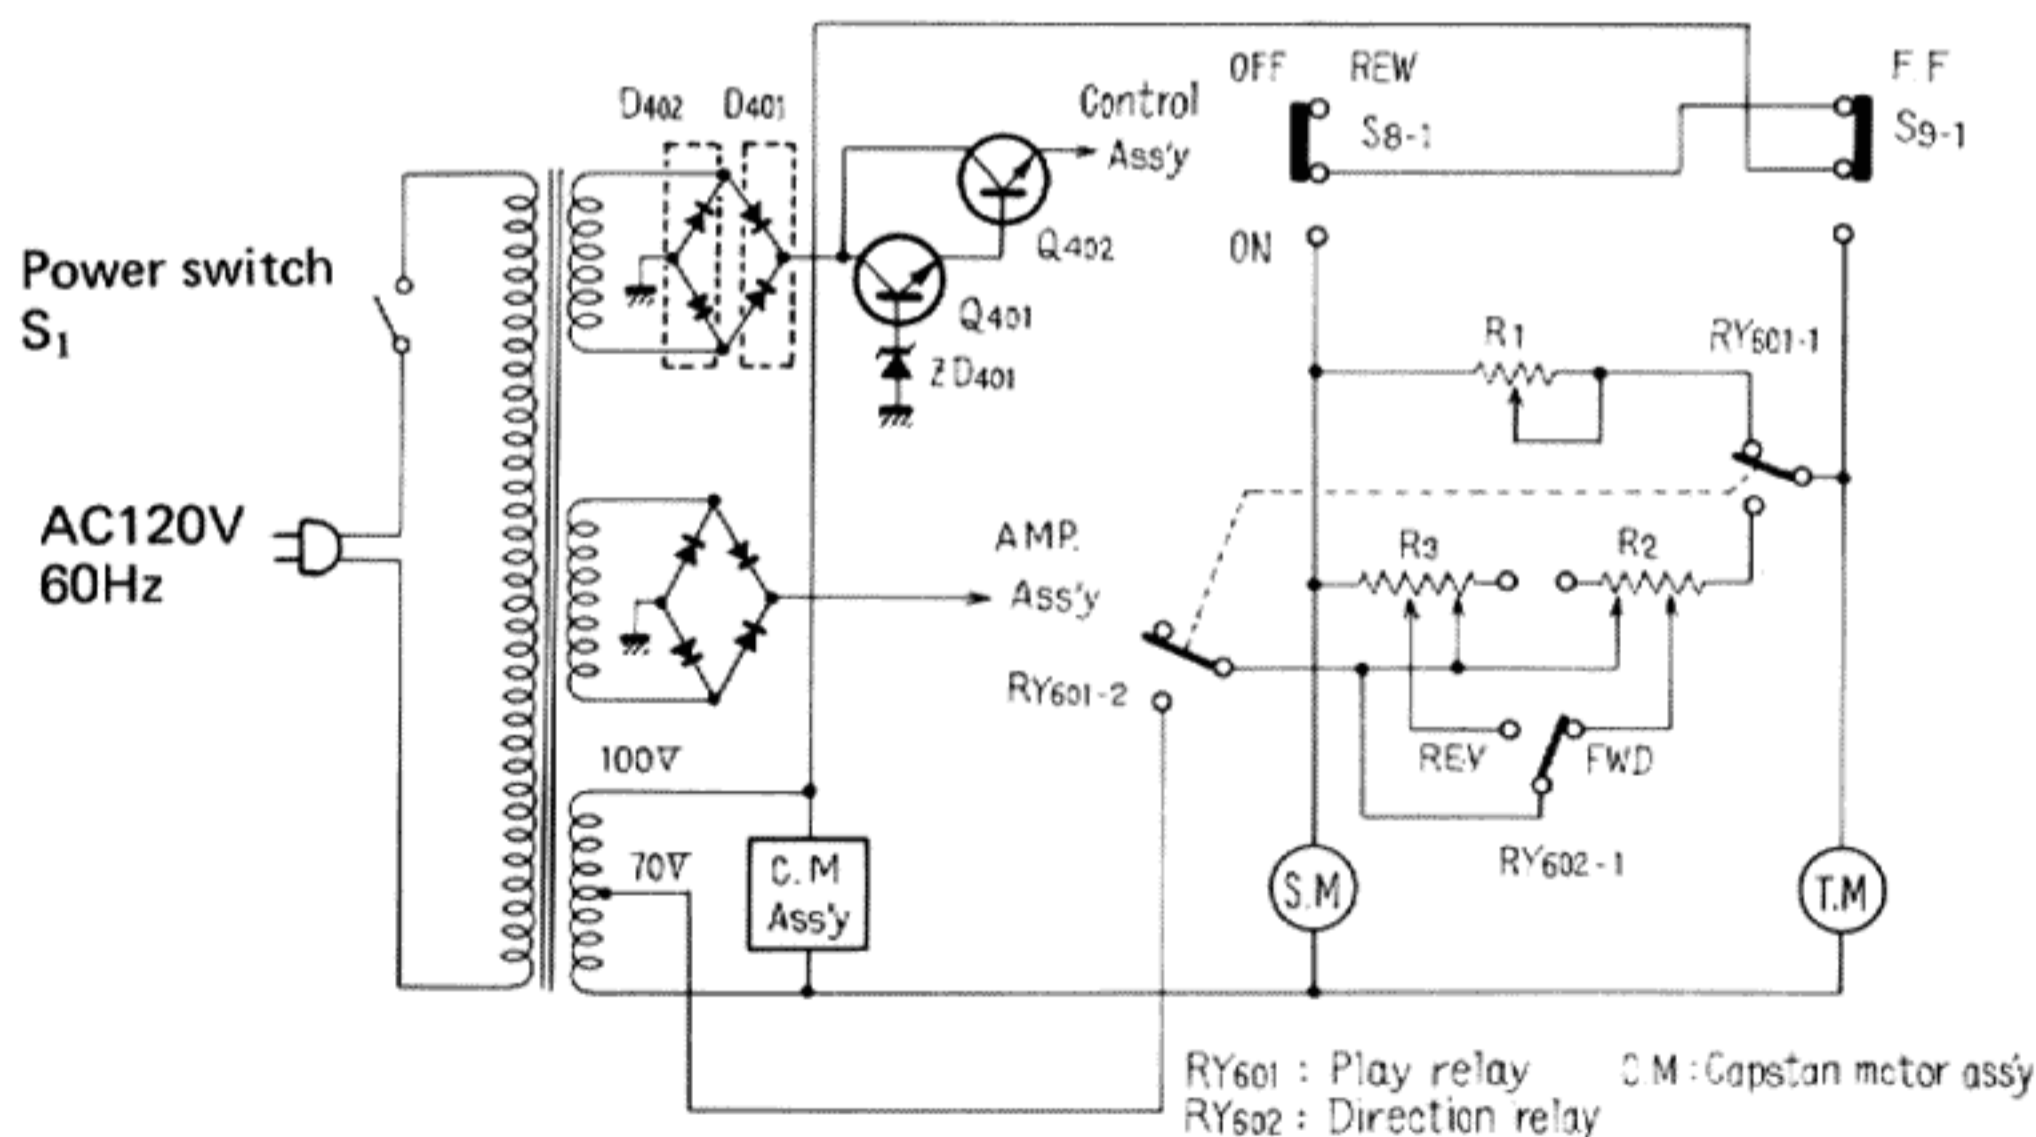 OFF REW F.F
D402 D401 Control
S8-1 S9-1
Ass'y
Power switch
S1
Q402 ON
Q401
R1 RY601-1
ZD401
AC120V
60Hz
AMP.
Ass'y
R3 R2
RY601-2
REV FWD
100V
70V
C.M
Ass'y
RY602-1
S.M T.M
RY601 : Play relay C.M : Capstan motor ass'y
RY602 : Direction relay